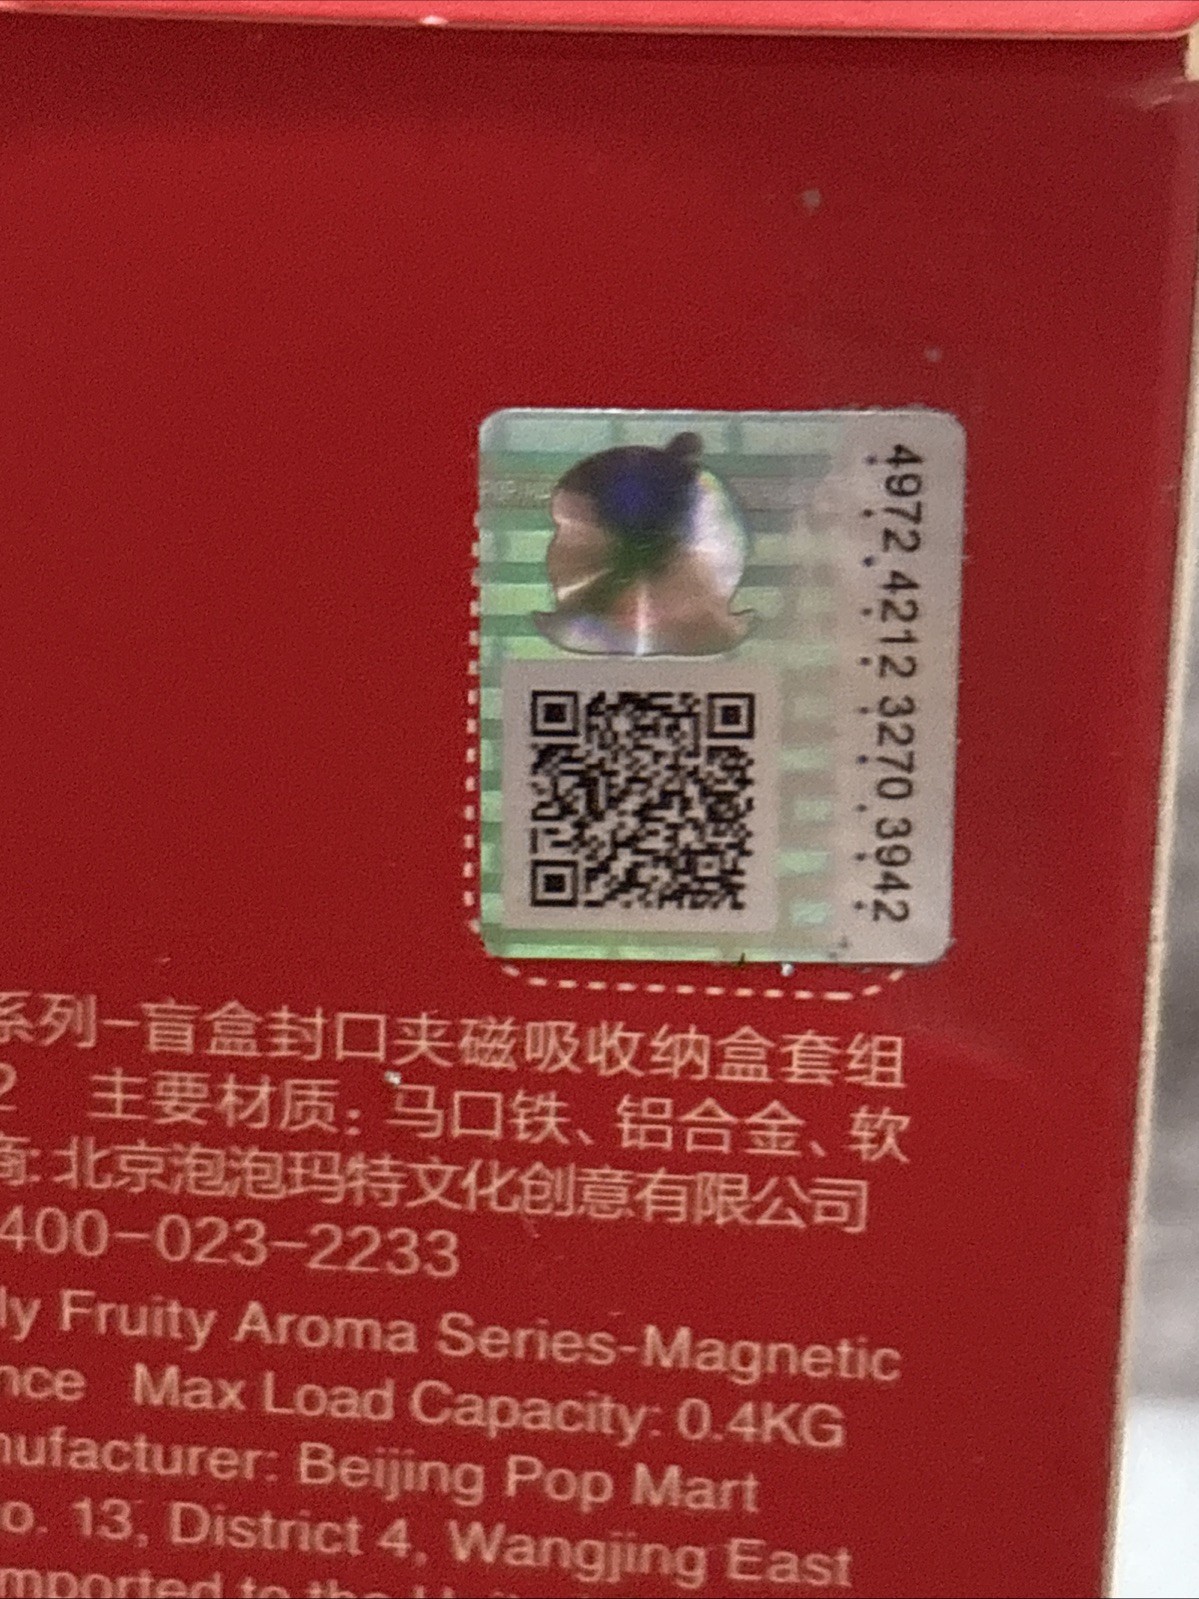 4972 4212 3270 3942
系列-盲盒封口夹磁吸收纳盒套组
2 主要材质：马口铁、铝合金、软
商：北京泡泡玛特文化创意有限公司
400-023-2233
ly Fruity Aroma Series-Magnetic
nce Max Load Capacity: 0.4KG
nufacturer: Beijing Pop Mart
o. 13, District 4, Wangjing East
mported to the